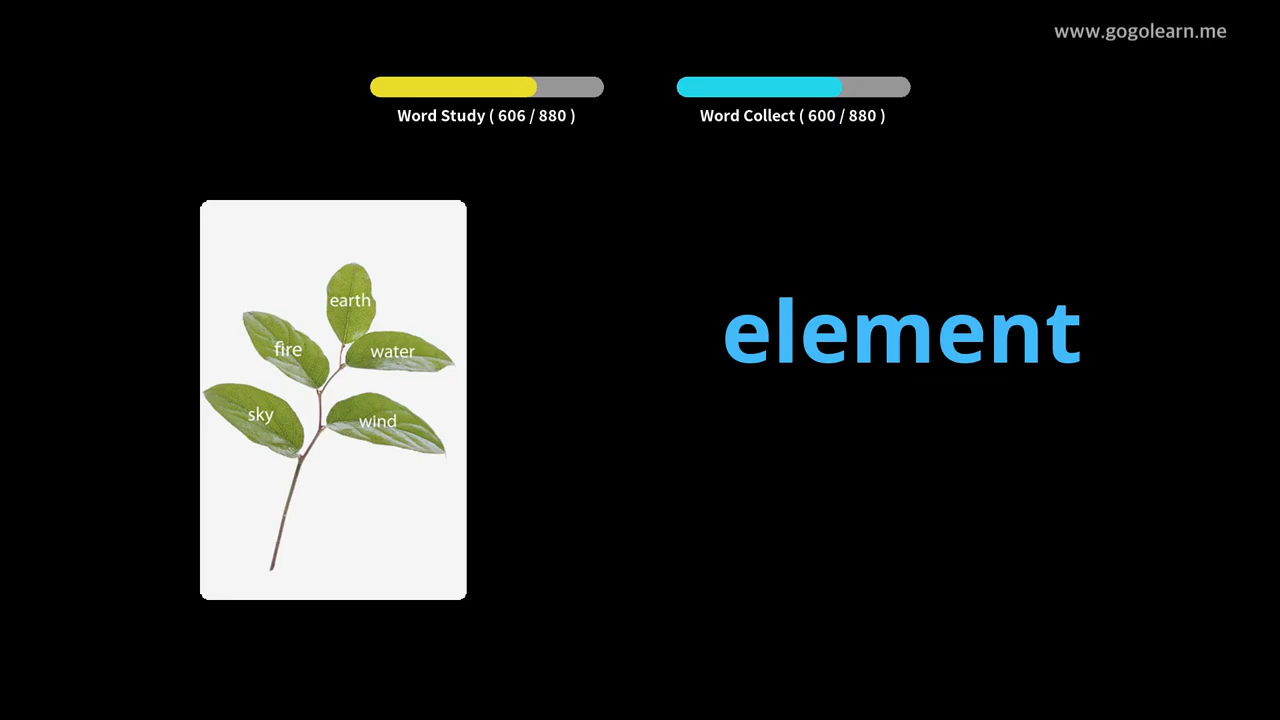 www.gogolearn.me
Word Study ( 606 / 880 )
Word Collect ( 600 / 880 )
earth
fire
water
sky
wind
element